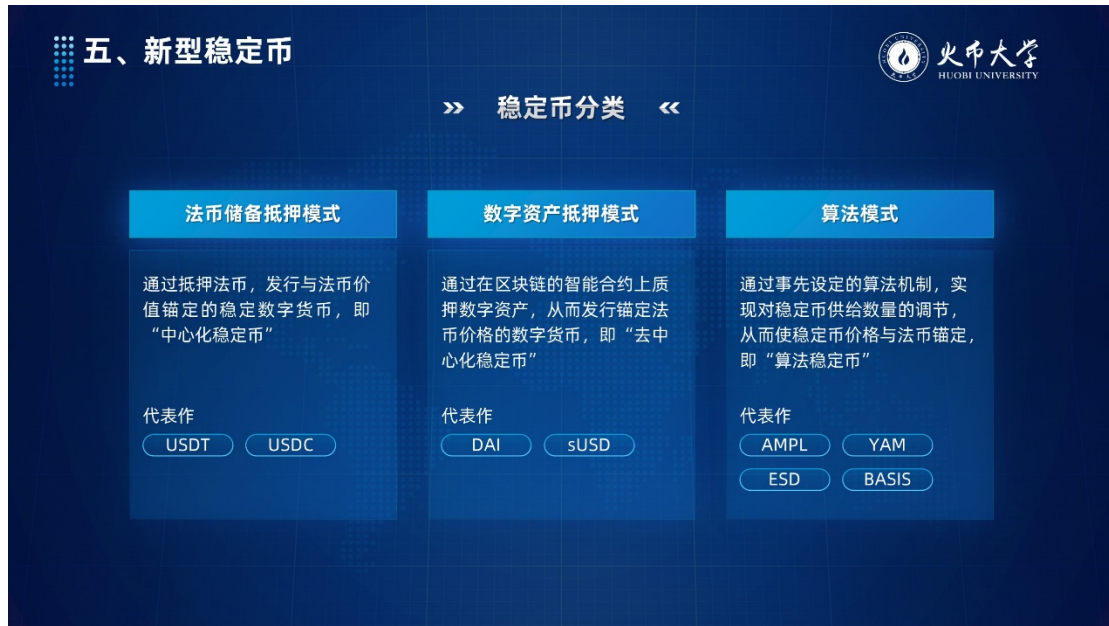 五、新型稳定币
火币大学
HUOBI UNIVERSITY
稳定币分类
法币储备抵押模式
通过抵押法币，发行与法币价
值锚定的稳定数字货币，即
“中心化稳定币”
代表作
USDT USDC
数字资产抵押模式
通过在区块链的智能合约上质
押数字资产，从而发行锚定法
币价格的数字货币，即“去中
心化稳定币”
代表作
DAI sUSD
算法模式
通过事先设定的算法机制，实
现对稳定币供给数量的调节，
从而使稳定币价格与法币锚定，
即“算法稳定币”
代表作
AMPL YAM
ESD BASIS